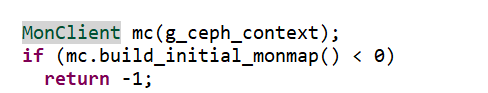 MonClient mc(g_ceph_context);
if (mc.build_initial_monmap() < 0)
  return -1;